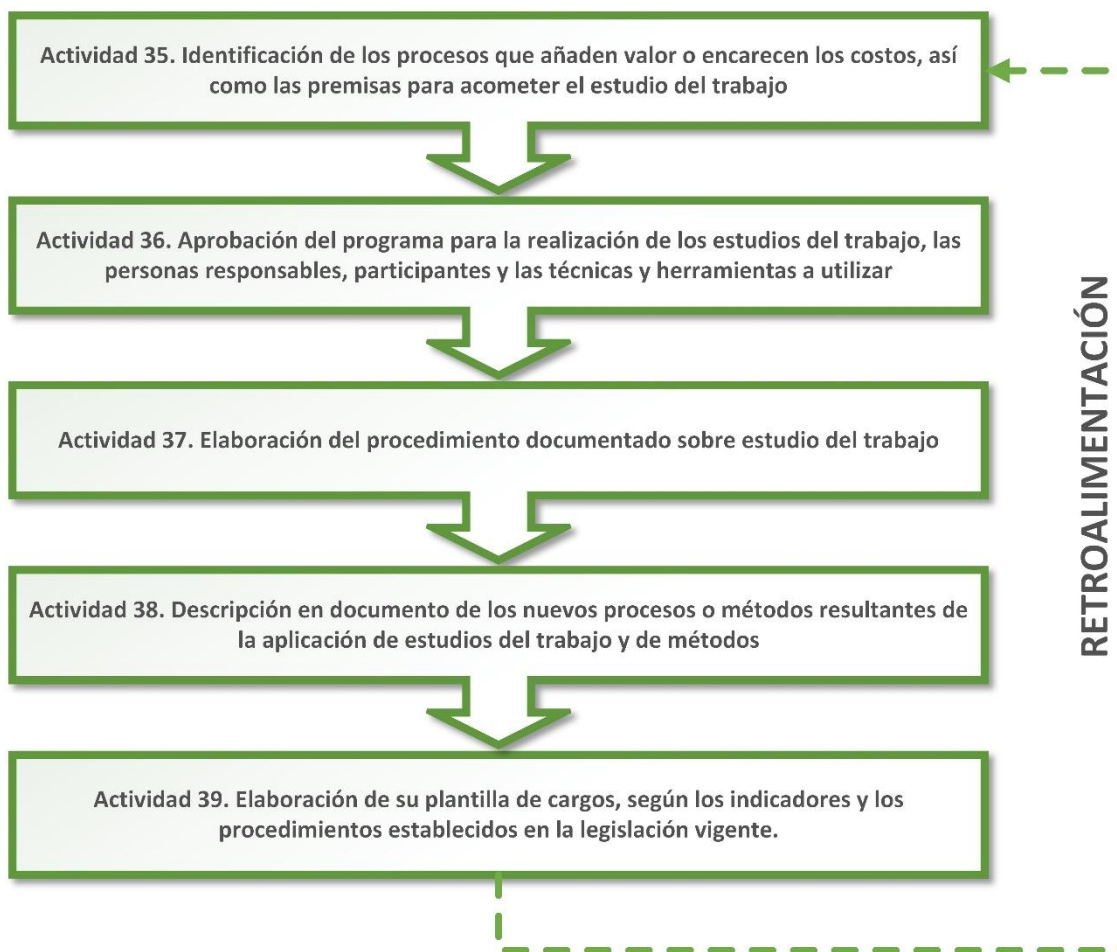 Actividad 35. Identificación de los procesos que añaden valor o encarecen los costos, así
como las premisas para acometer el estudio del trabajo
Actividad 36. Aprobación del programa para la realización de los estudios del trabajo, las
personas responsables, participantes y las técnicas y herramientas a utilizar
Actividad 37. Elaboración del procedimiento documentado sobre estudio del trabajo
Actividad 38. Descripción en documento de los nuevos procesos o métodos resultantes de
la aplicación de estudios del trabajo y de métodos
Actividad 39. Elaboración de su plantilla de cargos, según los indicadores y los
procedimientos establecidos en la legislación vigente.
RETROALIMENTACIÓN